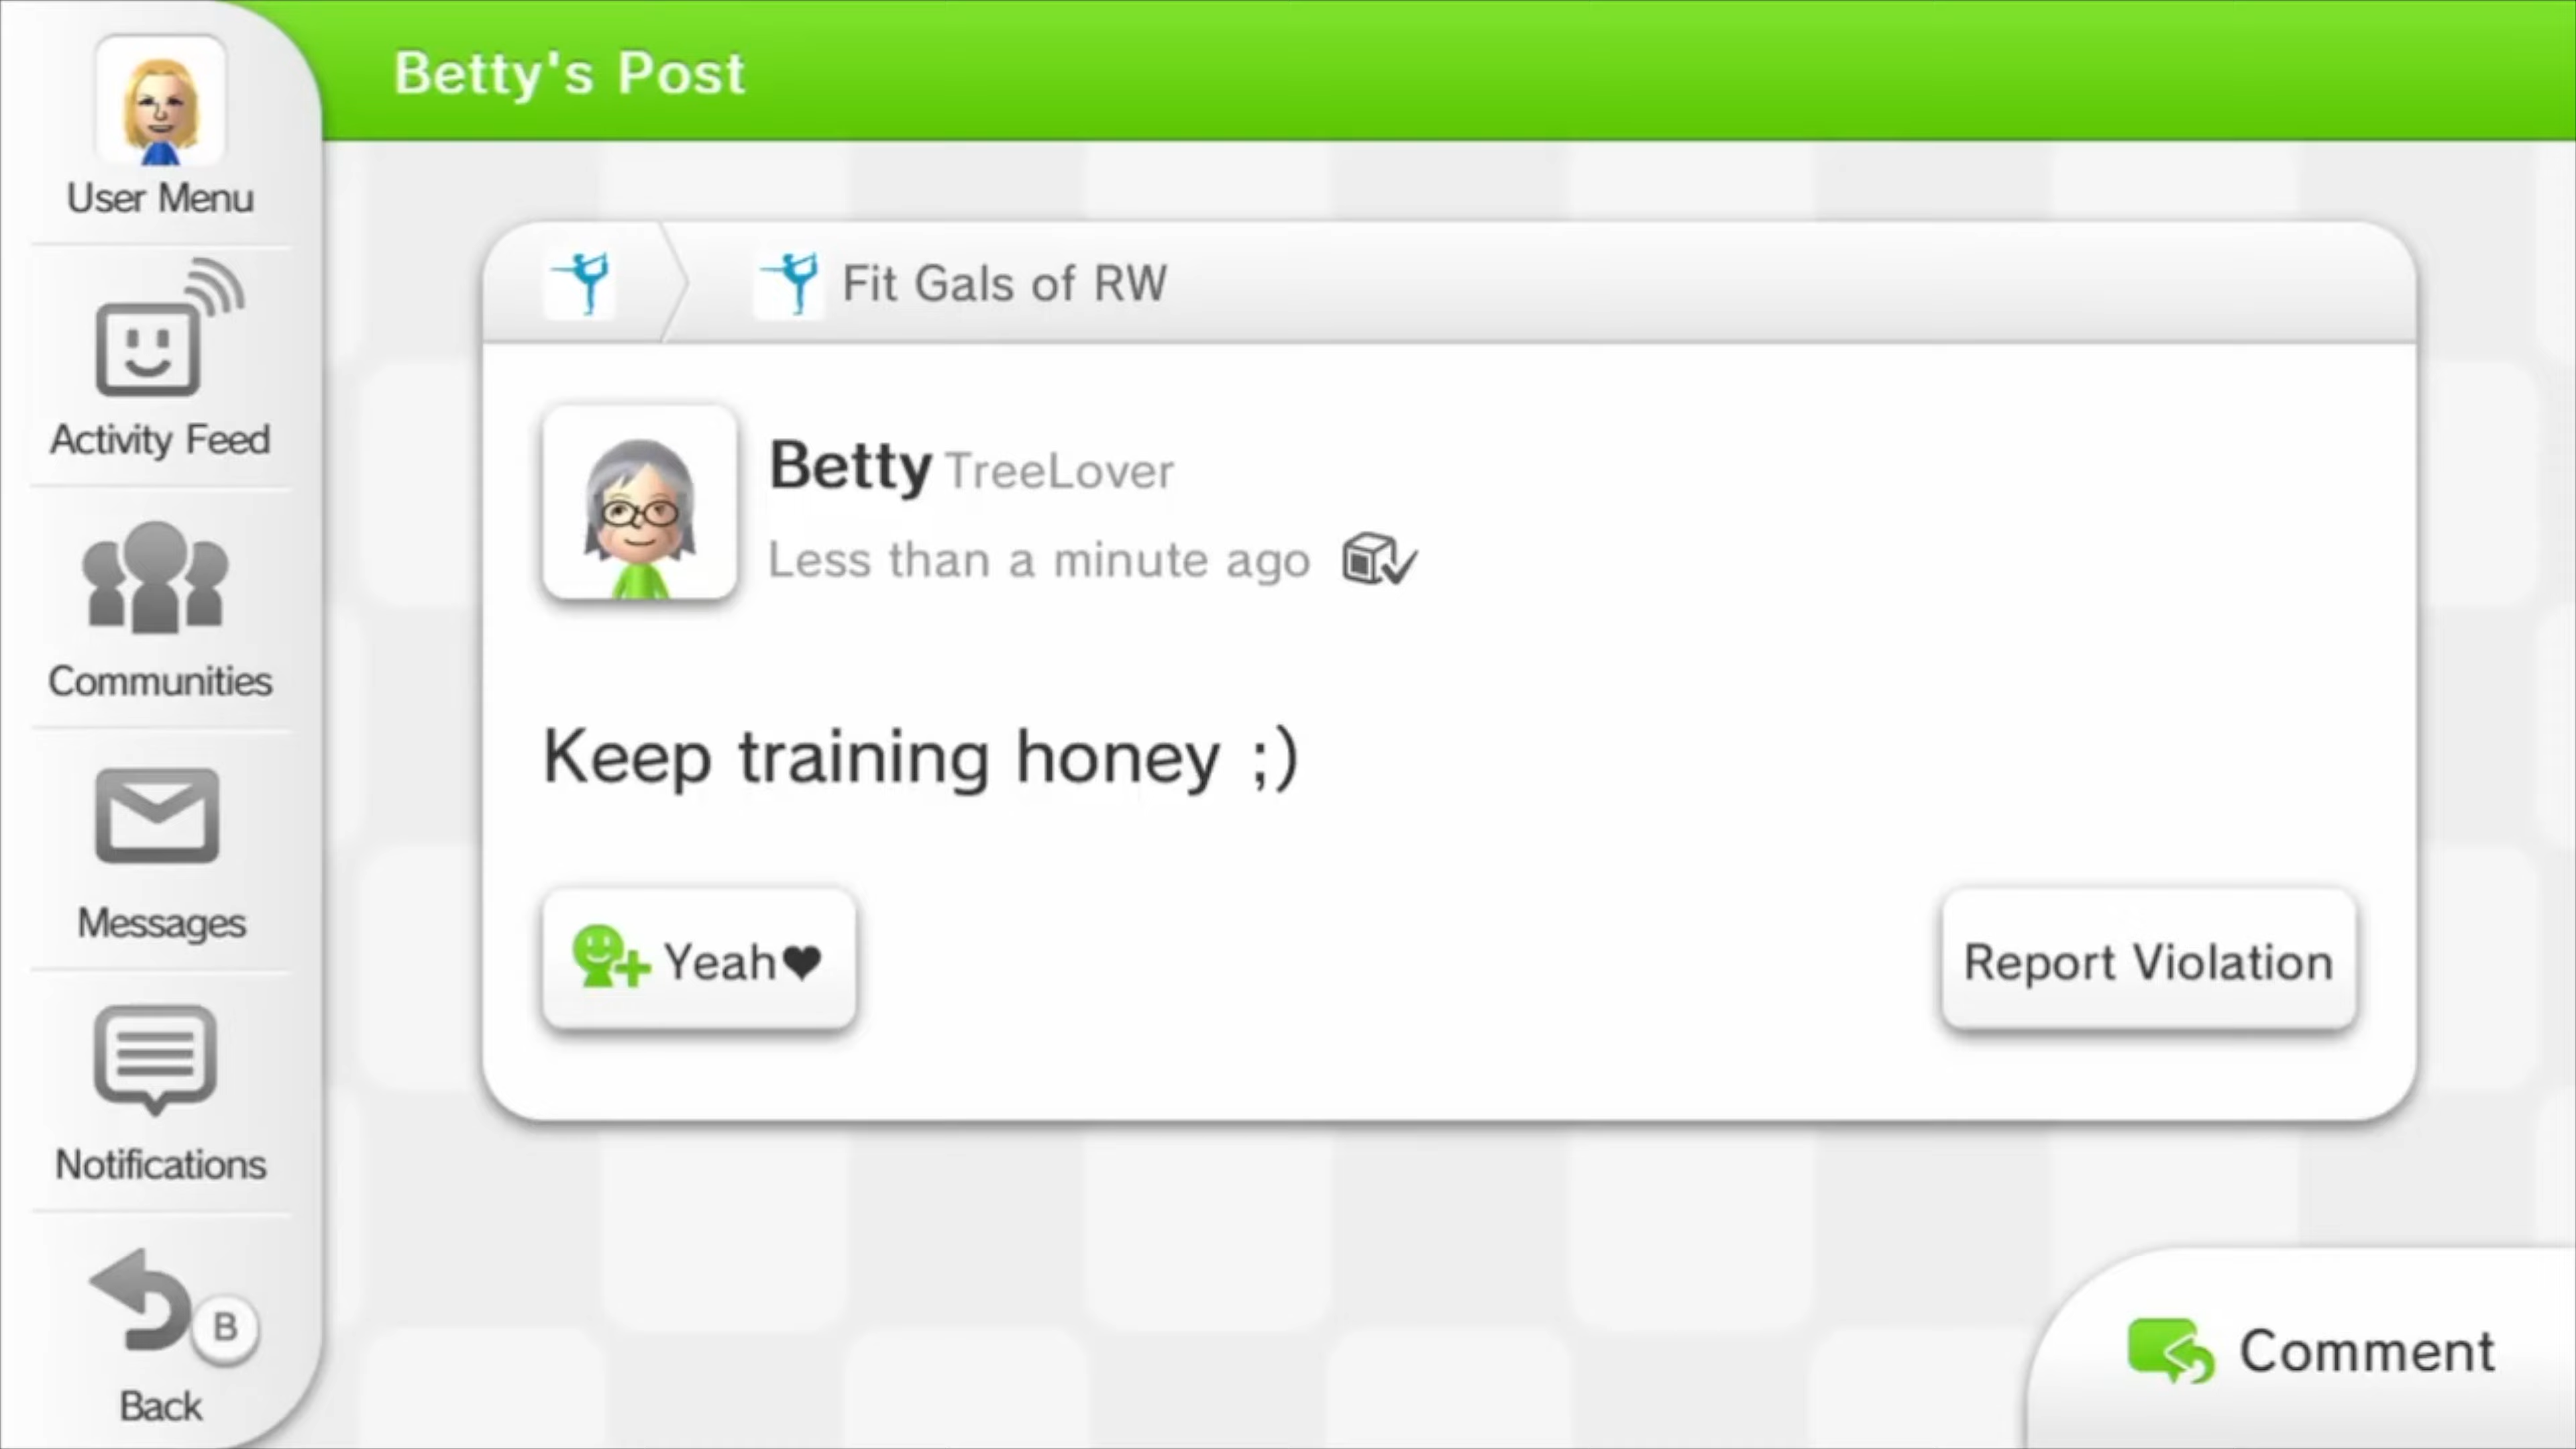 Betty's Post
User Menu
Activity Feed
Communities
Messages
Notifications
B
Back
Fit Gals of RW
Betty TreeLover
Less than a minute ago
Keep training honey ;)
Yeah♥
Report Violation
Comment